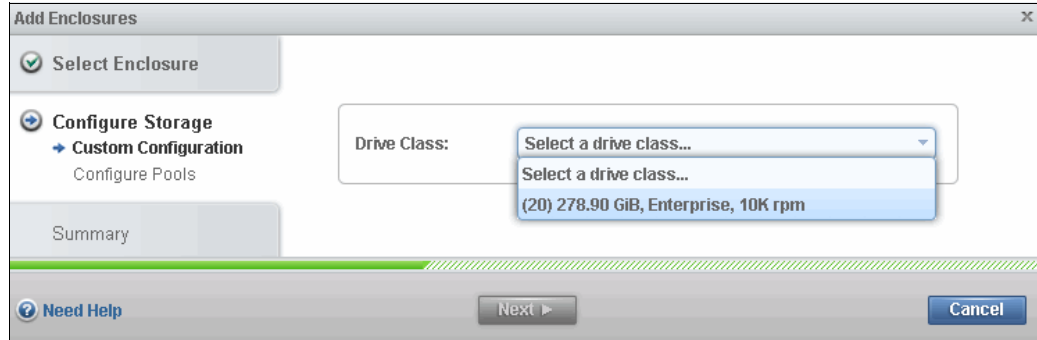 Add Enclosures
x
Select Enclosure
Configure Storage
Custom Configuration
Configure Pools
Summary
Drive Class:
Select a drive class...
Select a drive class...
(20) 278.90 GiB, Enterprise, 10K rpm
Need Help
Next
Cancel